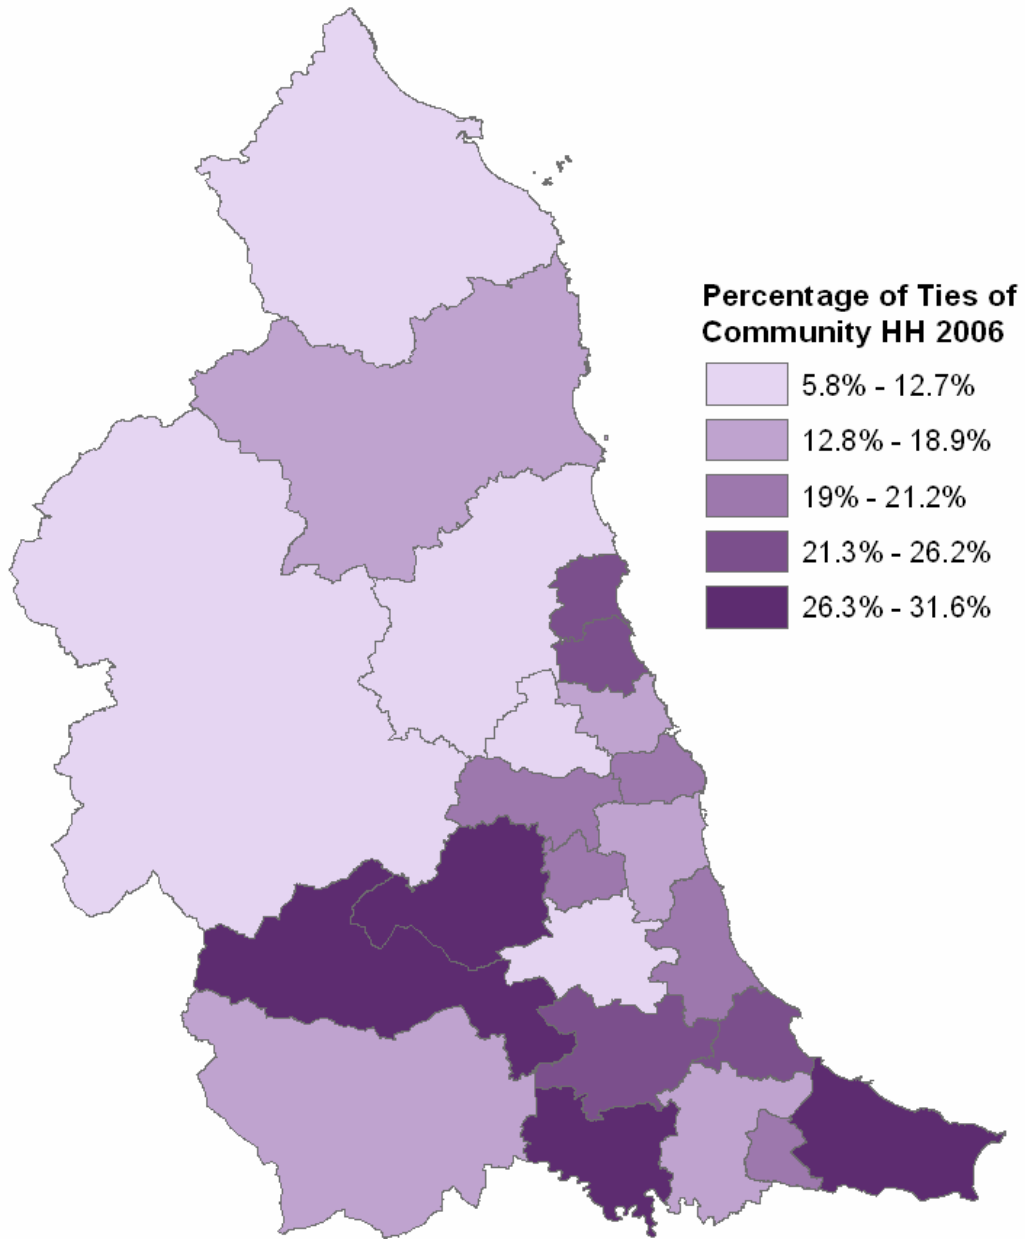 Percentage of Ties of
Community HH 2006
5.8% - 12.7%
12.8% - 18.9%
19% - 21.2%
21.3% - 26.2%
26.3% - 31.6%